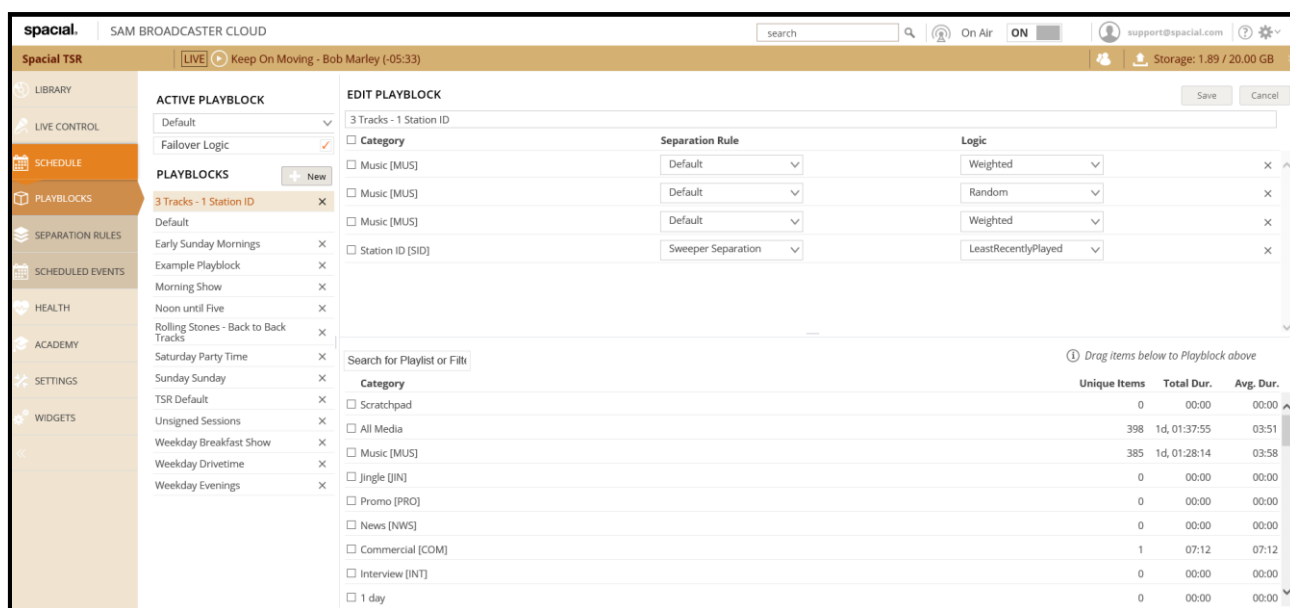 spacial. SAM BROADCASTER CLOUD search On Air ON support@spacial.com
Spacial TSR LIVE Keep On Moving - Bob Marley (-05:33) Storage: 1.89 / 20.00 GB
LIBRARY
LIVE CONTROL
SCHEDULE
PLAYBLOCKS
SEPARATION RULES
SCHEDULED EVENTS
HEALTH
ACADEMY
SETTINGS
WIDGETS
ACTIVE PLAYBLOCK
Default
Failover Logic
PLAYBLOCKS New
3 Tracks - 1 Station ID
Default
Early Sunday Mornings
Example Playblock
Morning Show
Noon until Five
Rolling Stones - Back to Back
Tracks
Saturday Party Time
Sunday Sunday
TSR Default
Unsigned Sessions
Weekday Breakfast Show
Weekday Drivetime
Weekday Evenings
EDIT PLAYBLOCK Save Cancel
3 Tracks - 1 Station ID
Category Separation Rule Logic
Music [MUS] Default Weighted
Music [MUS] Default Random
Music [MUS] Default Weighted
Station ID [SID] Sweeper Separation LeastRecentlyPlayed
Search for Playlist or Filte Drag items below to Playblock above
Category Unique Items Total Dur. Avg. Dur.
Scratchpad 0 00:00 00:00
All Media 398 1d, 01:37:55 03:51
Music [MUS] 385 1d, 01:28:14 03:58
Jingle [JIN] 0 00:00 00:00
Promo [PRO] 0 00:00 00:00
News [NWS] 0 00:00 00:00
Commercial [COM] 1 07:12 07:12
Interview [INT] 0 00:00 00:00
1 day 0 00:00 00:00